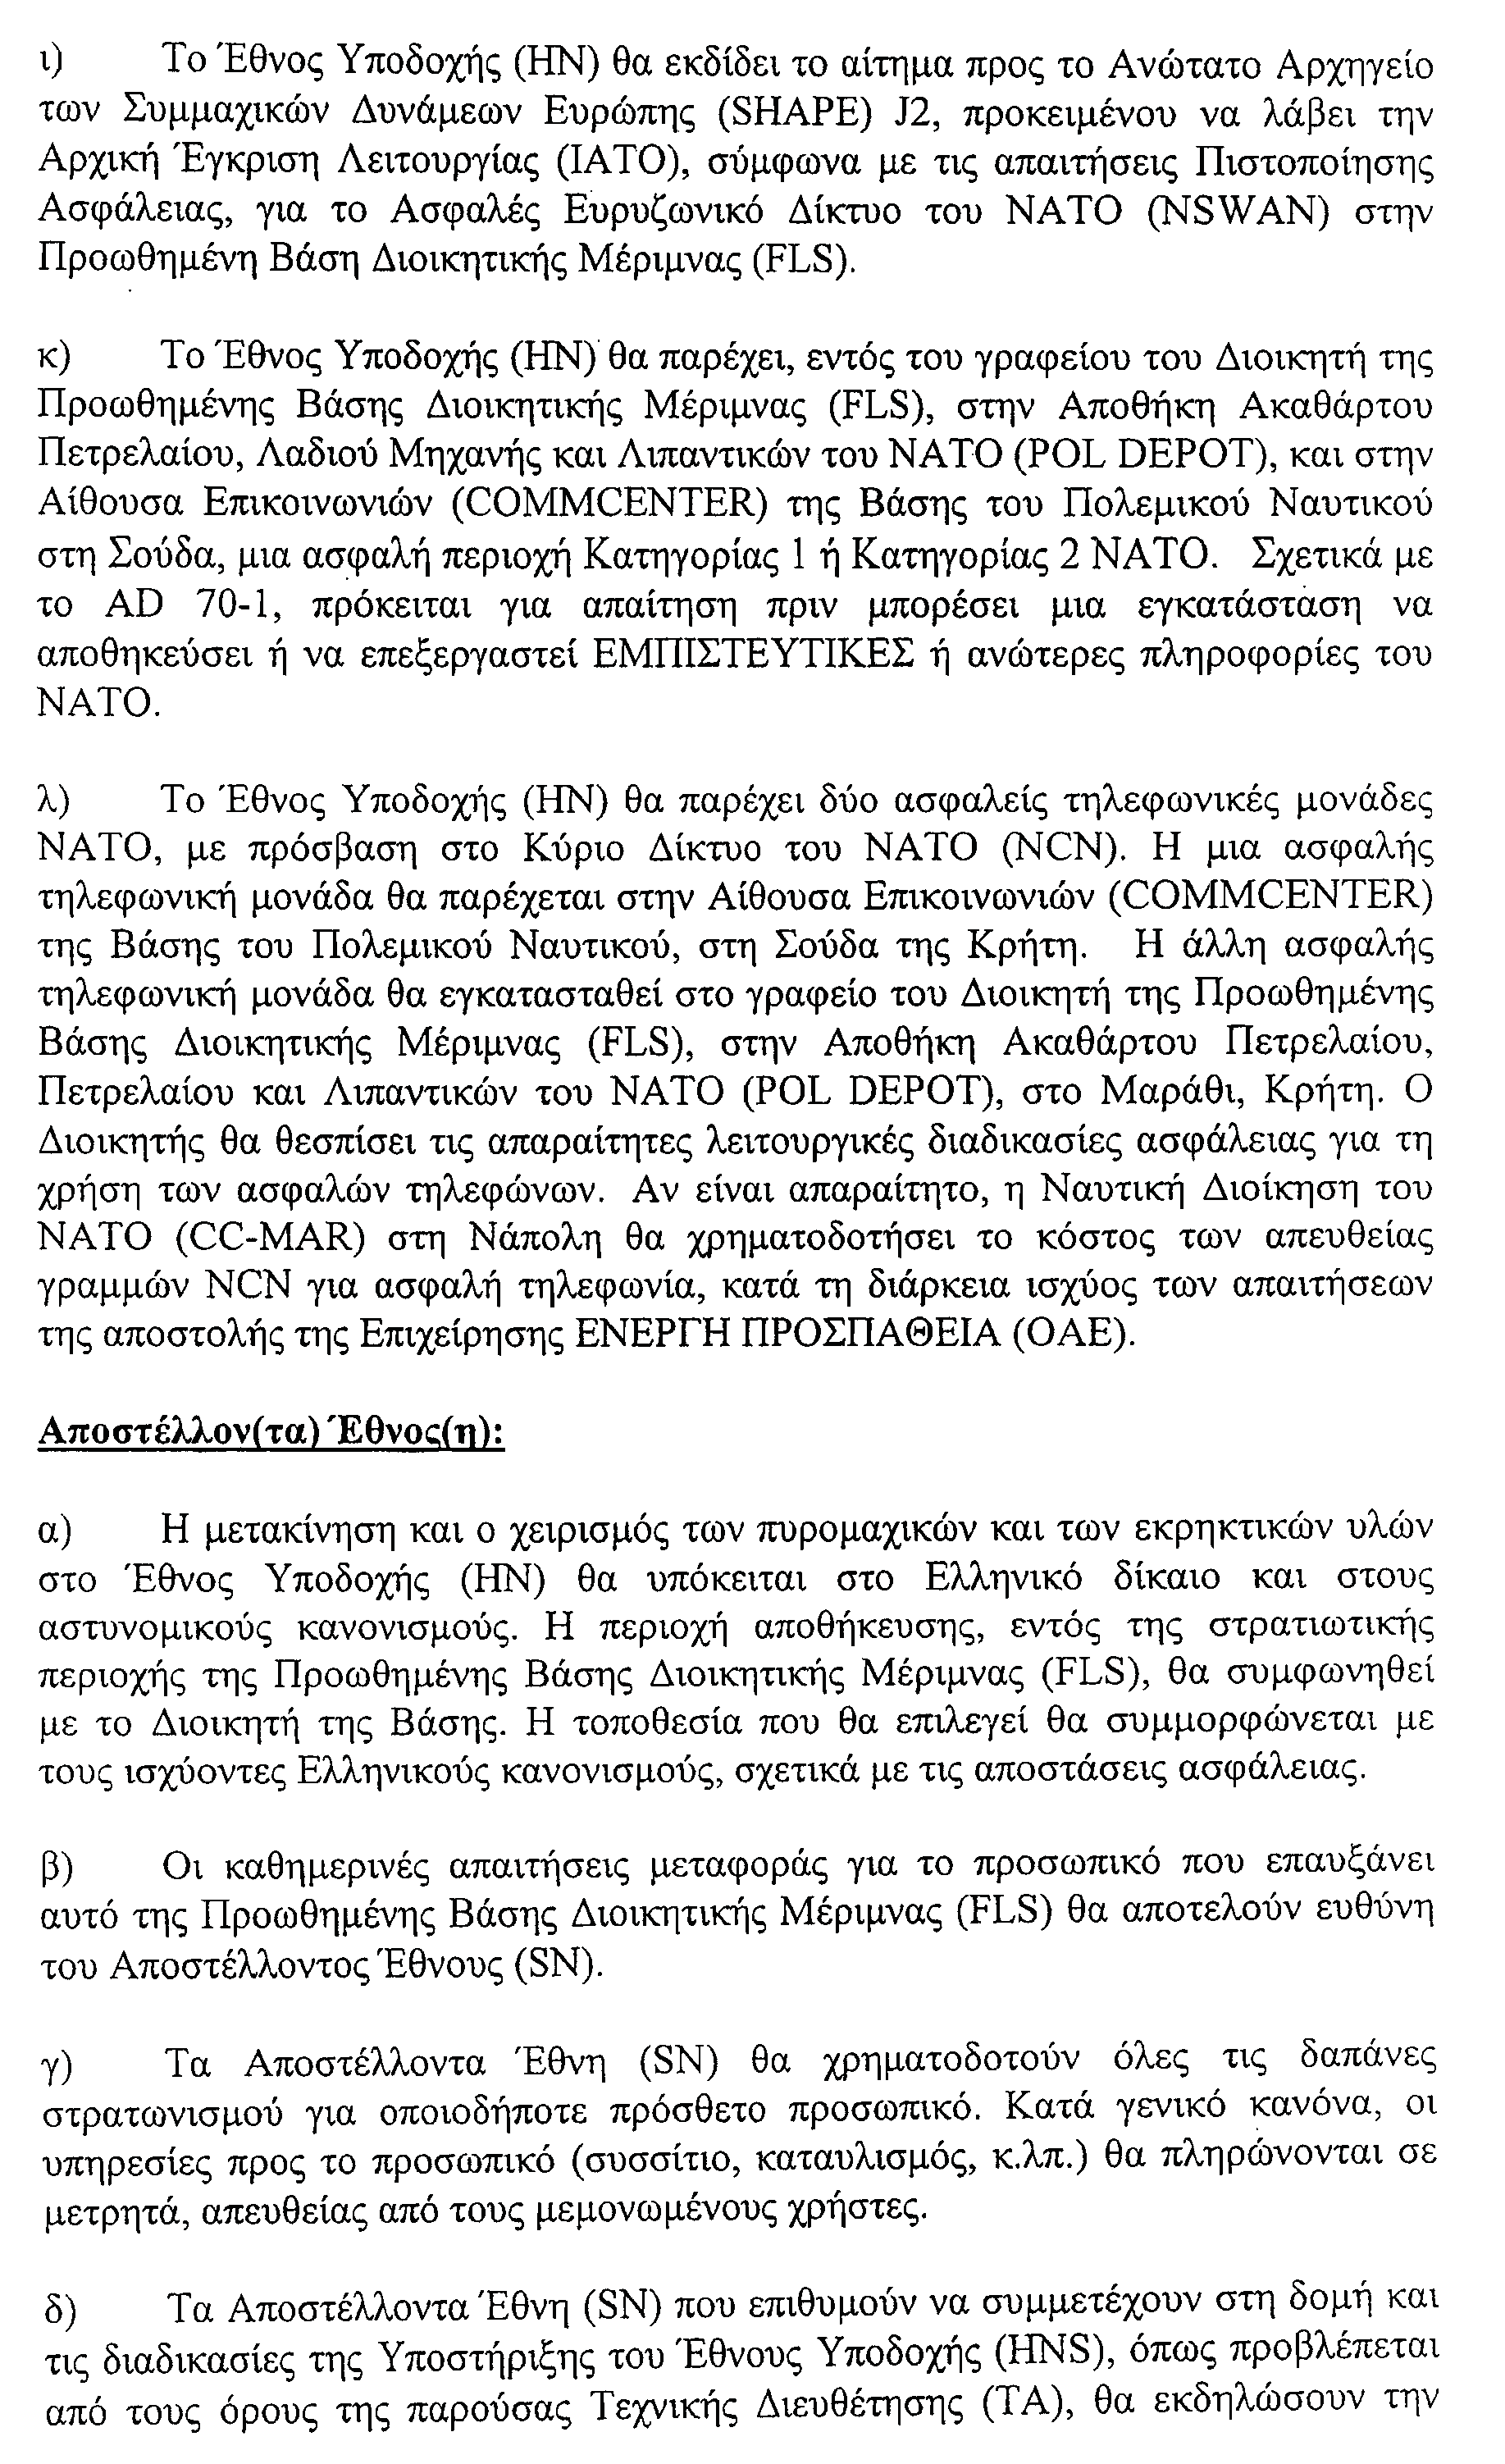 ι) Το Έθνος Υποδοχής (HN) θα εκδίδει το αίτημα προς το Ανώτατο Αρχηγείο
των Συμμαχικών Δυνάμεων Ευρώπης (SHAPE) J2, προκειμένου να λάβει την
Αρχική Έγκριση Λειτουργίας (IATO), σύμφωνα με τις απαιτήσεις Πιστοποίησης
Ασφάλειας, για το Ασφαλές Ευρυζωνικό Δίκτυο του ΝΑΤΟ (NSWAN) στην
Προωθημένη Βάση Διοικητικής Μέριμνας (FLS).
κ) Το Έθνος Υποδοχής (HN) θα παρέχει, εντός του γραφείου του Διοικητή της
Προωθημένης Βάσης Διοικητικής Μέριμνας (FLS), στην Αποθήκη Ακαθάρτου
Πετρελαίου, Λαδιού Μηχανής και Λιπαντικών του ΝΑΤΟ (POL DEPOT), και στην
Αίθουσα Επικοινωνιών (COMMCENTER) της Βάσης του Πολεμικού Ναυτικού
στη Σούδα, μια ασφαλή περιοχή Κατηγορίας 1 ή Κατηγορίας 2 ΝΑΤΟ. Σχετικά με
το AD 70-1, πρόκειται για απαίτηση πριν μπορέσει μια εγκατάσταση να
αποθηκεύσει ή να επεξεργαστεί ΕΜΠΙΣΤΕΥΤΙΚΕΣ ή ανώτερες πληροφορίες του
ΝΑΤΟ.
λ) Το Έθνος Υποδοχής (HN) θα παρέχει δύο ασφαλείς τηλεφωνικές μονάδες
ΝΑΤΟ, με πρόσβαση στο Κύριο Δίκτυο του ΝΑΤΟ (NCN). Η μια ασφαλής
τηλεφωνική μονάδα θα παρέχεται στην Αίθουσα Επικοινωνιών (COMMCENTER)
της Βάσης του Πολεμικού Ναυτικού, στη Σούδα της Κρήτη. Η άλλη ασφαλής
τηλεφωνική μονάδα θα εγκατασταθεί στο γραφείο του Διοικητή της Προωθημένης
Βάσης Διοικητικής Μέριμνας (FLS), στην Αποθήκη Ακαθάρτου Πετρελαίου,
Πετρελαίου και Λιπαντικών του ΝΑΤΟ (POL DEPOT), στο Μαράθι, Κρήτη. Ο
Διοικητής θα θεσπίσει τις απαραίτητες λειτουργικές διαδικασίες ασφάλειας για τη
χρήση των ασφαλών τηλεφώνων. Αν είναι απαραίτητο, η Ναυτική Διοίκηση του
ΝΑΤΟ (CC-MAR) στη Νάπολη θα χρηματοδοτήσει το κόστος των απευθείας
γραμμών NCN για ασφαλή τηλεφωνία, κατά τη διάρκεια ισχύος των απαιτήσεων
της αποστολής της Επιχείρησης ΕΝΕΡΓΗ ΠΡΟΣΠΑΘΕΙΑ (OAE).
Αποστέλλον(τα) Έθνος(η):
α) Η μετακίνηση και ο χειρισμός των πυρομαχικών και των εκρηκτικών υλών
στο Έθνος Υποδοχής (HN) θα υπόκειται στο Ελληνικό δίκαιο και στους
αστυνομικούς κανονισμούς. Η περιοχή αποθήκευσης, εντός της στρατιωτικής
περιοχής της Προωθημένης Βάσης Διοικητικής Μέριμνας (FLS), θα συμφωνηθεί
με το Διοικητή της Βάσης. Η τοποθεσία που θα επιλεγεί θα συμμορφώνεται με
τους ισχύοντες Ελληνικούς κανονισμούς, σχετικά με τις αποστάσεις ασφάλειας.
β) Οι καθημερινές απαιτήσεις μεταφοράς για το προσωπικό που επαυξάνει
αυτό της Προωθημένης Βάσης Διοικητικής Μέριμνας (FLS) θα αποτελούν ευθύνη
του Αποστέλλοντος Έθνους (SN).
γ) Τα Αποστέλλοντα Έθνη (SN) θα χρηματοδοτούν όλες τις δαπάνες
στρατωνισμού για οποιοδήποτε πρόσθετο προσωπικό. Κατά γενικό κανόνα, οι
υπηρεσίες προς το προσωπικό (συσσίτιο, καταυλισμός, κ.λπ.) θα πληρώνονται σε
μετρητά, απευθείας από τους μεμονωμένους χρήστες.
δ) Τα Αποστέλλοντα Έθνη (SN) που επιθυμούν να συμμετέχουν στη δομή και
τις διαδικασίες της Υποστήριξης του Έθνους Υποδοχής (HNS), όπως προβλέπεται
από τους όρους της παρούσας Τεχνικής Διευθέτησης (TA), θα εκδηλώσουν την